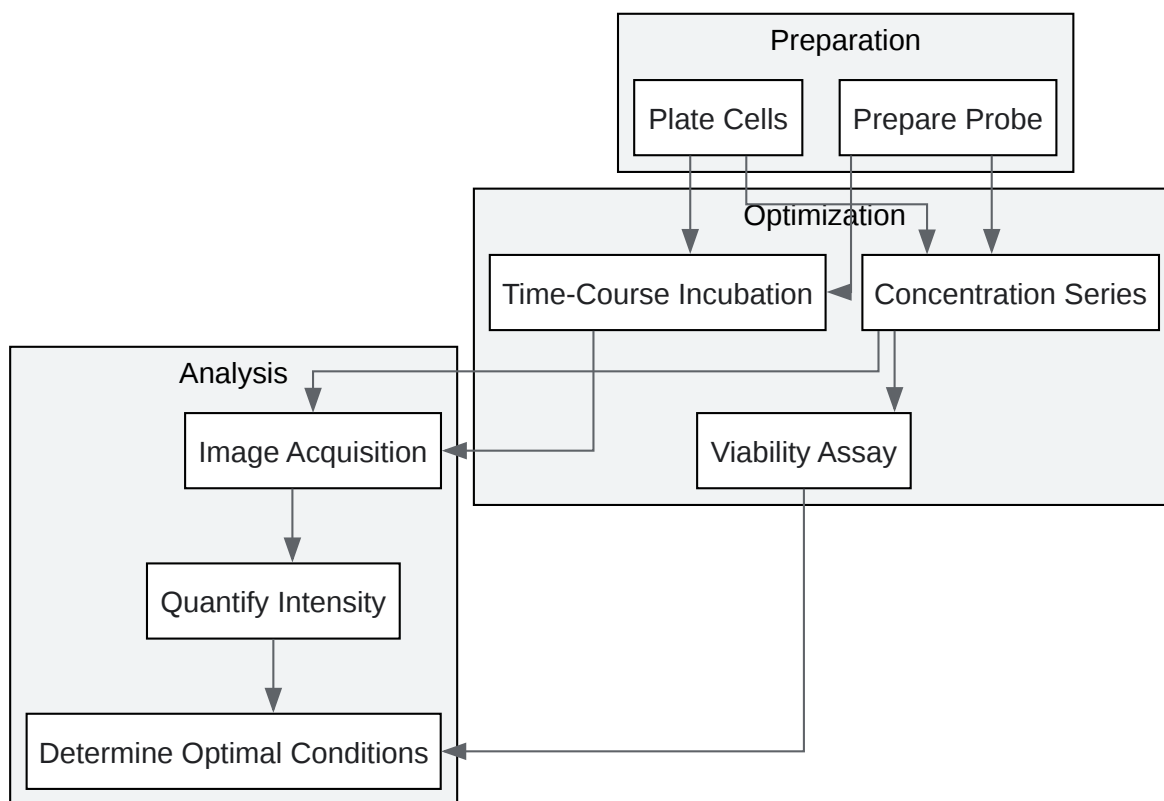 Preparation
Plate Cells
Prepare Probe
Optimization
Time-Course Incubation
Concentration Series
Analysis
Image Acquisition
Viability Assay
Quantify Intensity
Determine Optimal Conditions